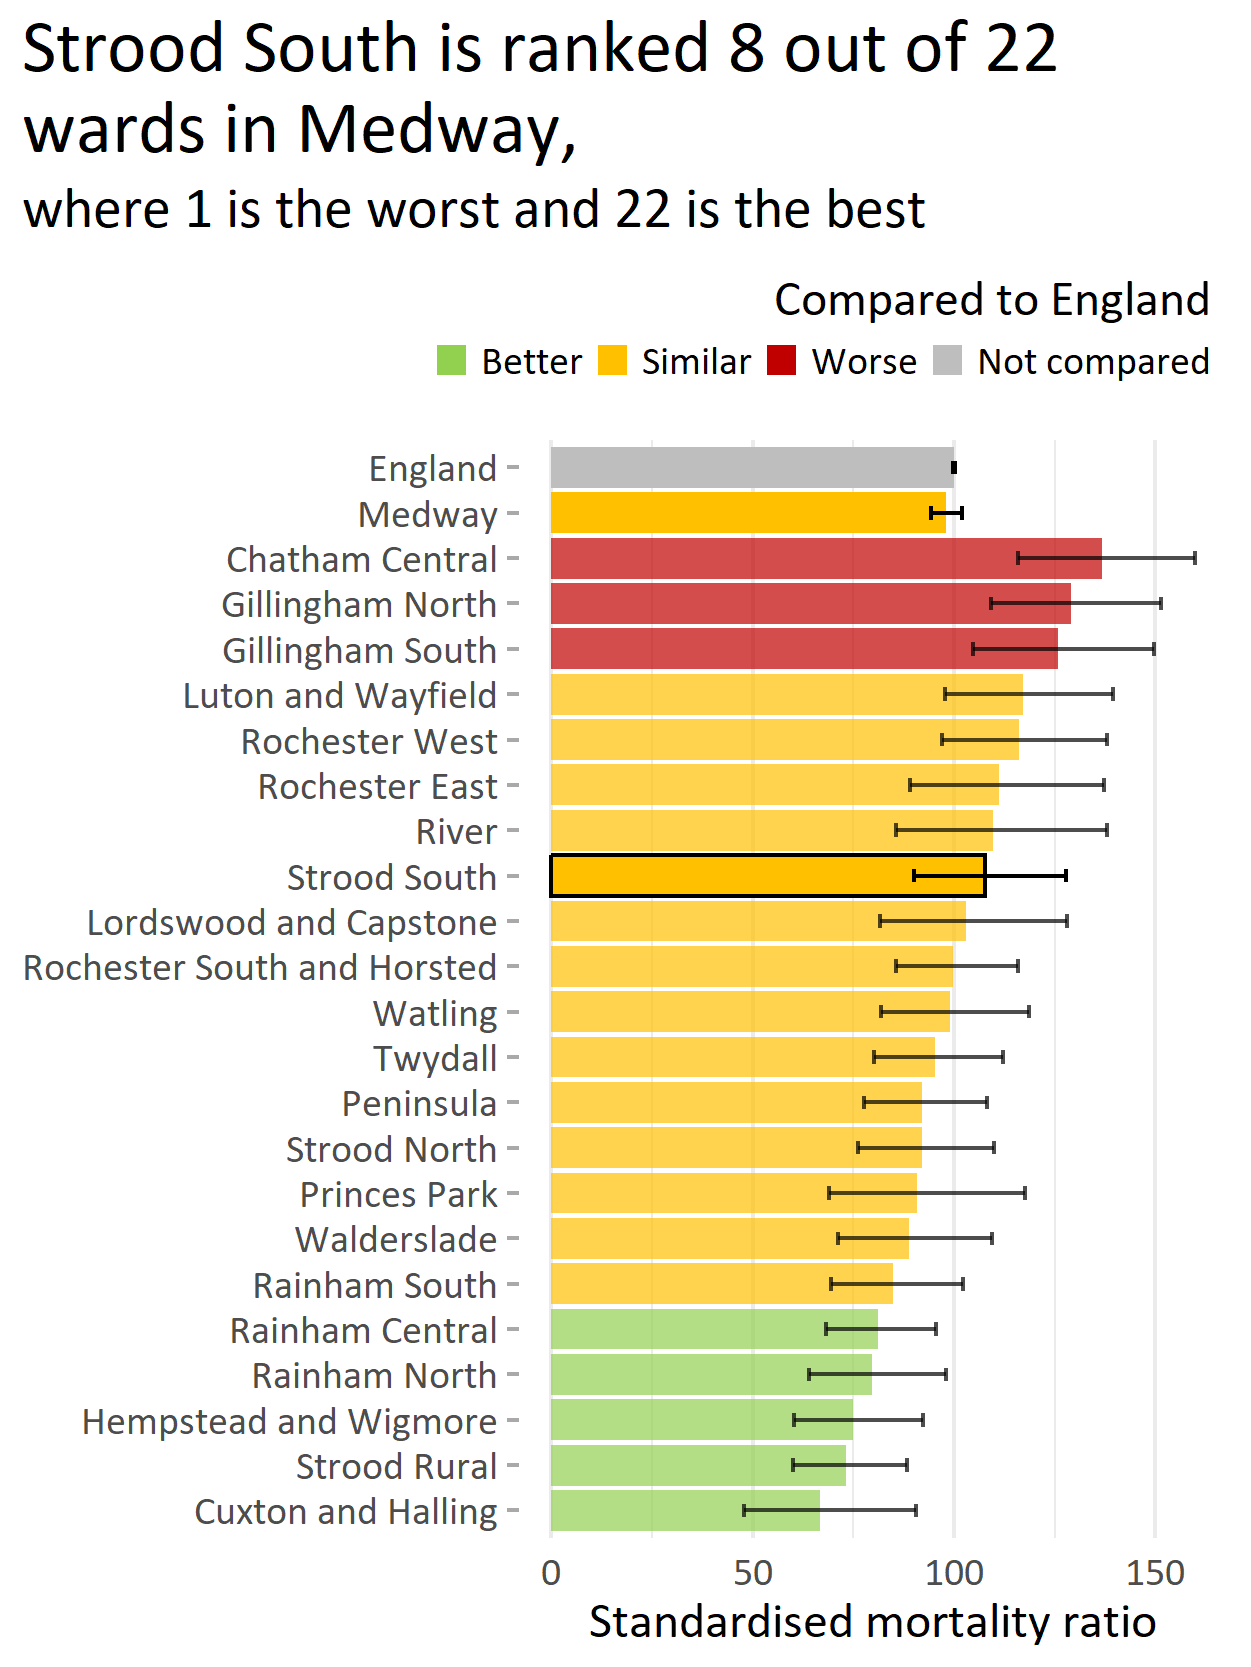 Strood South is ranked 8 out of 22
wards in Medway,
where 1 is the worst and 22 is the best
Compared to England
Better Similar Worse Not compared
England
Medway
Chatham Central
Gillingham North
Gillingham South
Luton and Wayfield
Rochester West
Rochester East
River
Strood South
Lordswood and Capstone
Rochester South and Horsted
Watling
Twydall
Peninsula
Strood North
Princes Park
Walderslade
Rainham South
Rainham Central
Rainham North
Hempstead and Wigmore
Strood Rural
Cuxton and Halling
0 50 100 150
Standardised mortality ratio